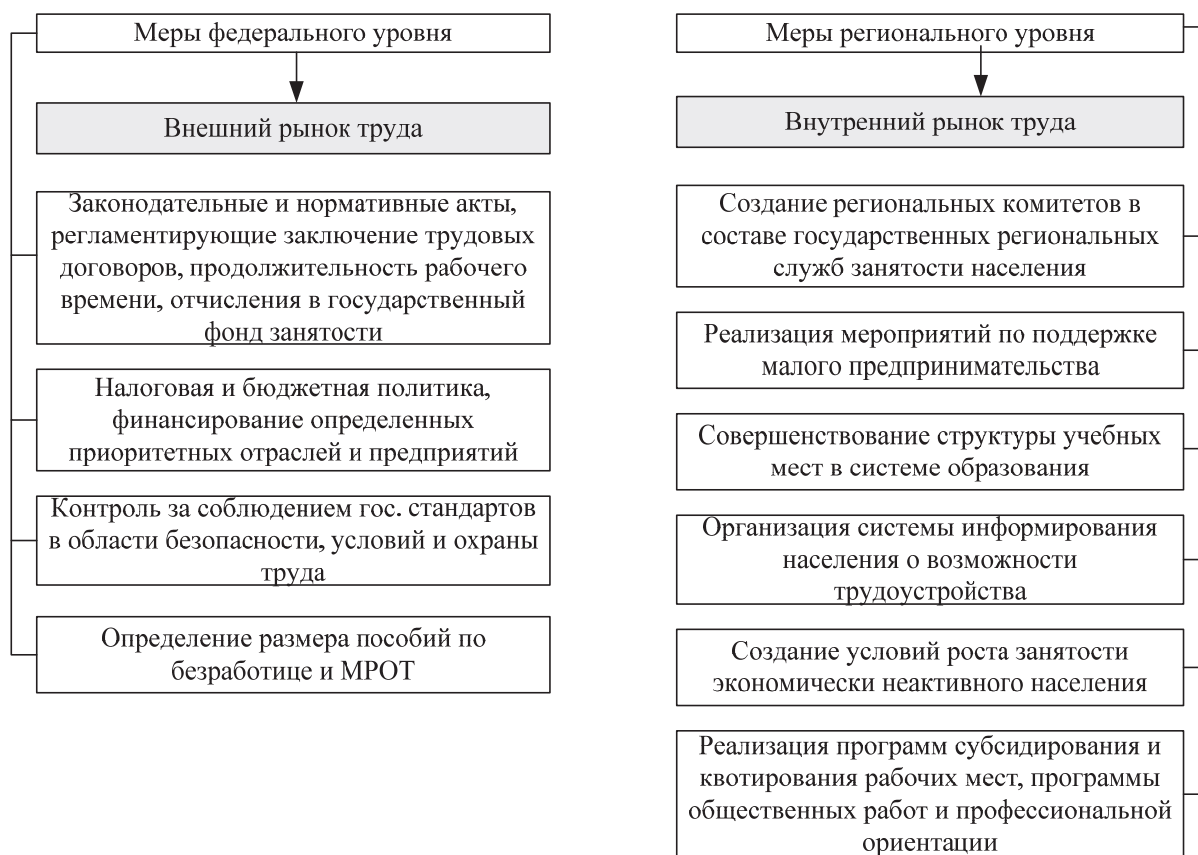 Меры федерального уровня
Внешний рынок труда
Законодательные и нормативные акты,
регламентирующие заключение трудовых
договоров, продолжительность рабочего
времени, отчисления в государственный
фонд занятости
Налоговая и бюджетная политика,
финансирование определенных
приоритетных отраслей и предприятий
Контроль за соблюдением гос. стандартов
в области безопасности, условий и охраны
труда
Определение размера пособий по
безработице и МРОТ
Меры регионального уровня
Внутренний рынок труда
Создание региональных комитетов в
составе государственных региональных
служб занятости населения
Реализация мероприятий по поддержке
малого предпринимательства
Совершенствование структуры учебных
мест в системе образования
Организация системы информирования
населения о возможности
трудоустройства
Создание условий роста занятости
экономически неактивного населения
Реализация программ субсидирования и
квотирования рабочих мест, программы
общественных работ и профессиональной
ориентации